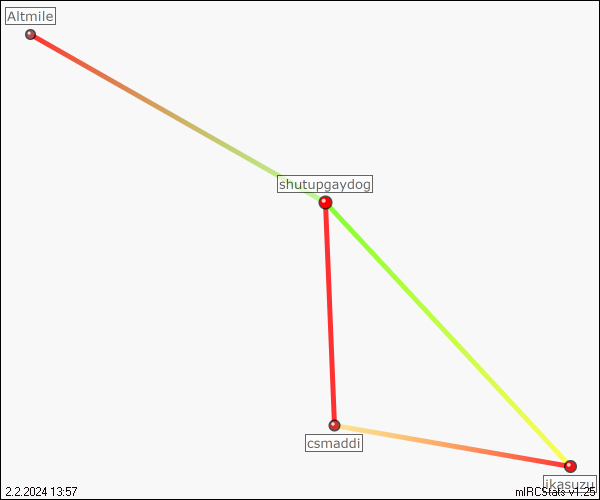 Altmile
shutupgaydog
csmaddi
ikasuzu
2.2.2024 13:57
mIRCStats v1.25